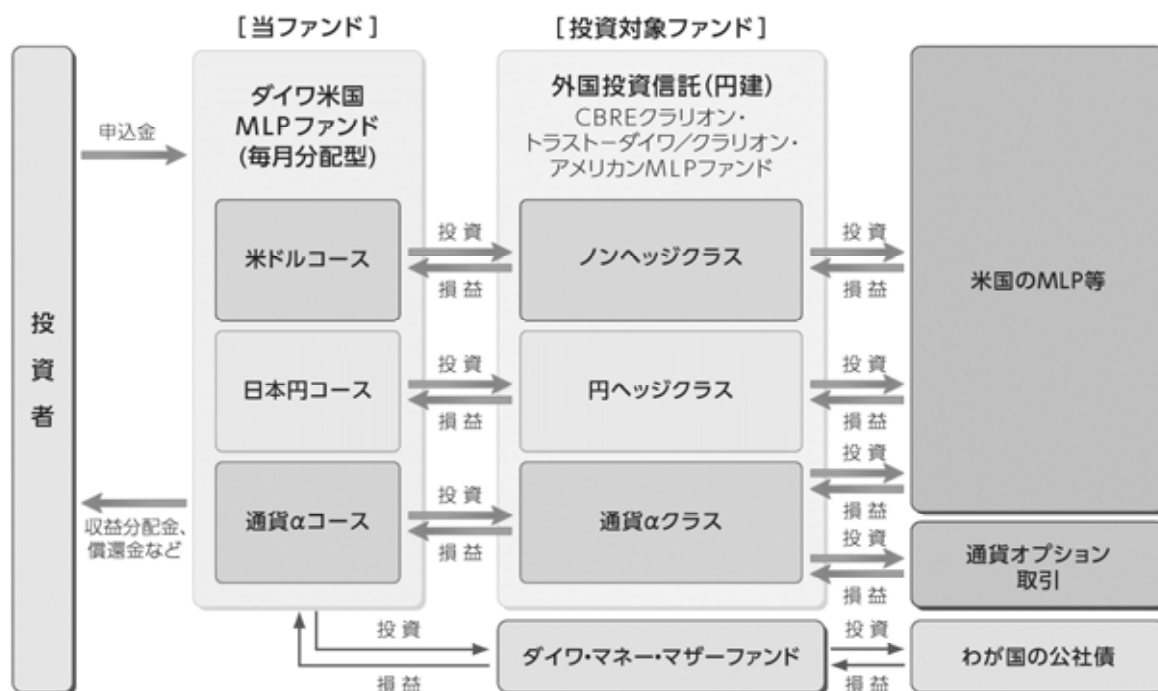 [当ファンド]
[投資対象ファンド]
投資者
申込金
収益分配金、
償還金など
ダイワ米国
MLPファンド
(毎月分配型)
外国投資信託(円建)
CBREクラリオン・
トラストーダイワ/クラリオン・
アメリカンMLPファンド
米ドルコース
投資
損益
ノンヘッジクラス
投資
損益
米国のMLP等
日本円コース
投資
損益
円ヘッジクラス
投資
損益
通貨αコース
投資
損益
通貨αクラス
投資
損益
投資
損益
通貨オプション
取引
投資
損益
ダイワ・マネー・マザーファンド
投資
損益
わが国の公社債